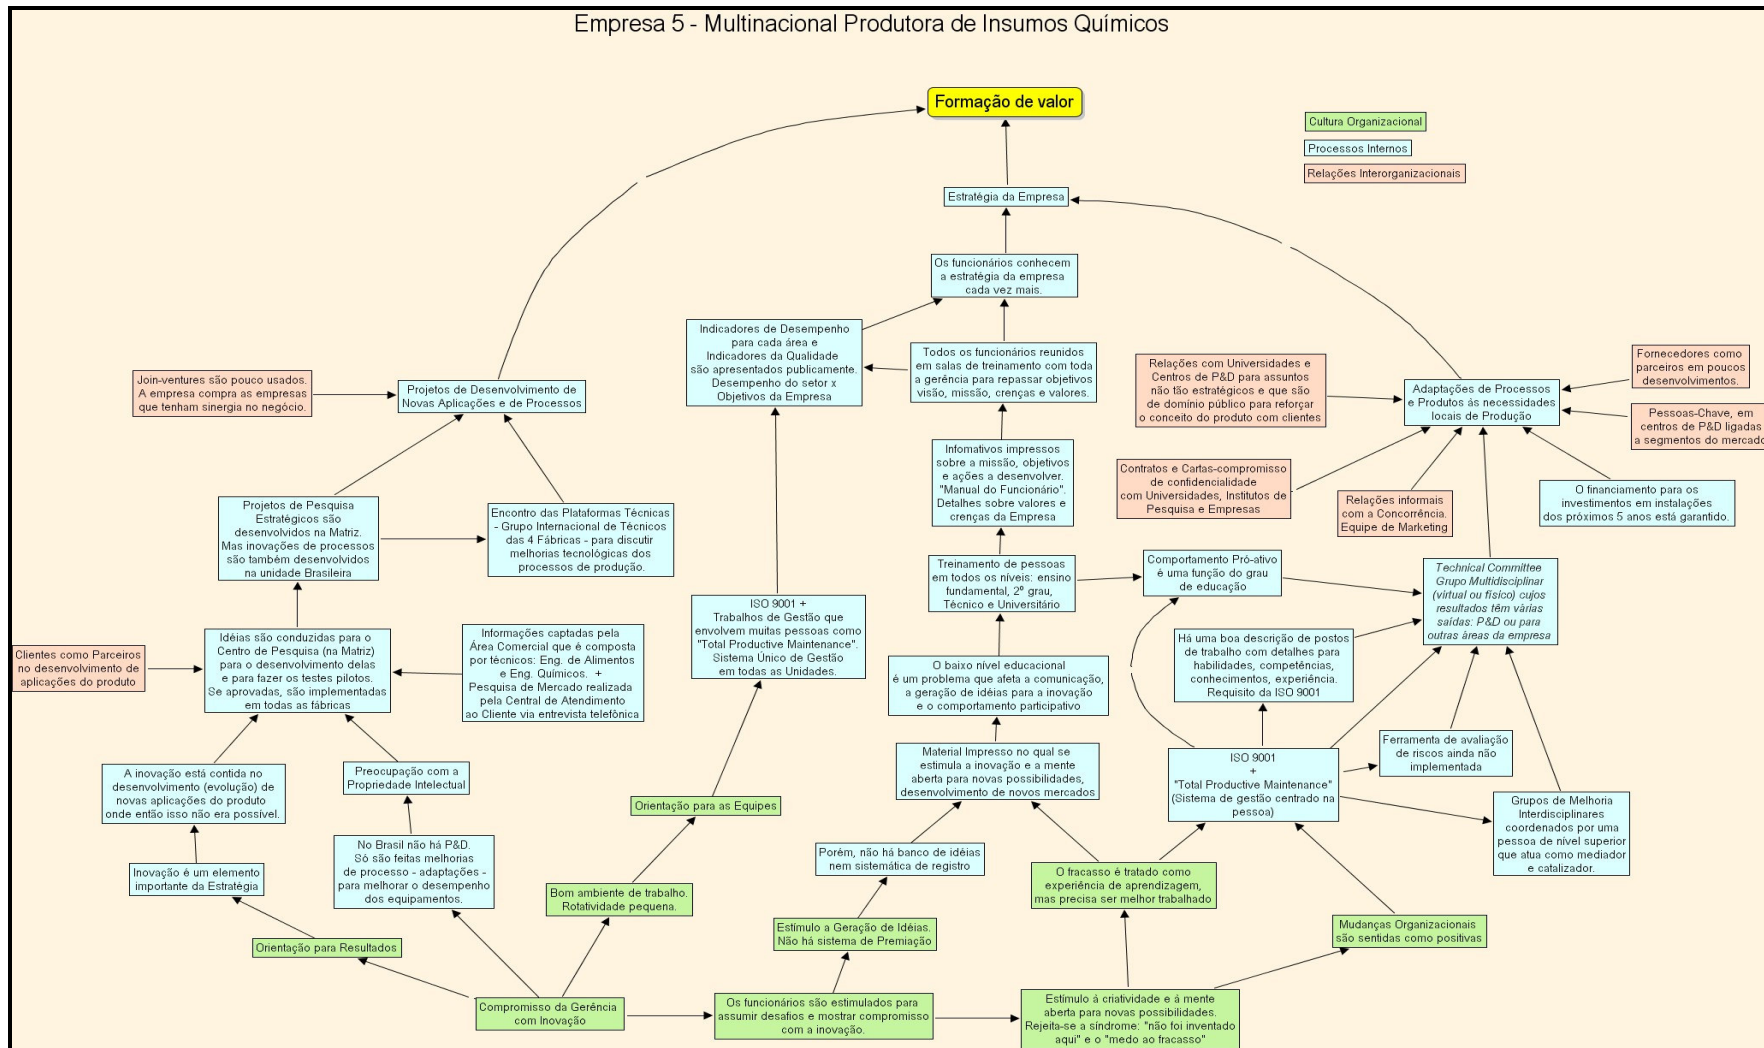 Empresa 5 - Multinacional Produtora de Insumos Químicos
Formação de valor
Cultura Organizacional
Processos Internos
Relações Interorganizacionais
Estratégia da Empresa
Os funcionários conhecem
a estratégia da empresa
cada vez mais.
Indicadores de Desempenho
para cada área e
Indicadores da Qualidade
são apresentados publicamente.
Desempenho do setor x
Objetivos da Empresa
Todos os funcionários reunidos
em salas de treinamento com toda
a gerência para repassar objetivos
visão, missão, crenças e valores.
Relações com Universidades e
Centros de P&D para assuntos
não tão estratégicos e que são
de domínio público para reforçar
o conceito do produto com clientes
Fornecedores como
parceiros em poucos
desenvolvimentos.
Join-ventures são pouco usados.
A empresa compra as empresas
que tenham sinergia no negócio.
Projetos de Desenvolvimento de
Novas Aplicações e de Processos
Adaptações de Processos
e Produtos às necessidades
locais de Produção
Pessoas-Chave, em
centros de P&D ligadas
a segmentos do mercado
Infomativos impressos
sobre a missão, objetivos
e ações a desenvolver.
"Manual do Funcionário".
Detalhes sobre valores e
crenças da Empresa
Contratos e Cartas-compromisso
de confidencialidade
com Universidades, Institutos de
Pesquisa e Empresas
Relações informais
com a Concorrência.
Equipe de Marketing
O financiamento para os
investimentos em instalações
dos próximos 5 anos está garantido.
Projetos de Pesquisa
Estratégicos são
desenvolvidos na Matriz.
Mas inovações de processos
são também desenvolvidos
na unidade Brasileira
Encontro das Plataformas Técnicas
- Grupo Internacional de Técnicos
das 4 Fábricas - para discutir
melhorias tecnológicas dos
processos de produção.
Treinamento de pessoas
em todos os níveis: ensino
fundamental, 2º grau,
Técnico e Universitário
Comportamento Pró-ativo
é uma função do grau
de educação
Technical Committee
Grupo Multidisciplinar
(virtual ou físico) cujos
resultados têm várias
saídas: P&D ou para
outras áreas da empresa
ISO 9001 +
Trabalhos de Gestão que
envolvem muitas pessoas como
"Total Productive Maintenance".
Sistema Único de Gestão
em todas as Unidades.
Clientes como Parceiros
no desenvolvimento de
aplicações do produto
Idéias são conduzidas para o
Centro de Pesquisa (na Matriz)
para o desenvolvimento delas
e para fazer os testes pilotos.
Se aprovadas, são implementadas
em todas as fábricas
Informações captadas pela
Área Comercial que é composta
por técnicos: Eng. de Alimentos
e Eng. Químicos. +
Pesquisa de Mercado realizada
pela Central de Atendimento
ao Cliente via entrevista telefônica
O baixo nível educacional
é um problema que afeta a comunicação,
a geração de idéias para a inovação
e o comportamento participativo
Há uma boa descrição de postos
de trabalho com detalhes para
habilidades, competências,
conhecimentos, experiência.
Requisito da ISO 9001
A inovação está contida no
desenvolvimento (evolução) de
novas aplicações do produto
onde então isso não era possível.
Preocupação com a
Propriedade Intelectual
Orientação para as Equipes
Material Impresso no qual se
estimula a inovação e a mente
aberta para novas possibilidades,
desenvolvimento de novos mercados
ISO 9001
+
"Total Productive Maintenance"
(Sistema de gestão centrado na
pessoa)
Ferramenta de avaliação
de riscos ainda não
implementada
Grupos de Melhoria
Interdisciplinares
coordenados por uma
pessoa de nível superior
que atua como mediador
e catalizador.
Inovação é um elemento
importante da Estratégia
No Brasil não há P&D.
Só são feitas melhorias
de processo - adaptações -
para melhorar o desempenho
dos equipamentos.
Bom ambiente de trabalho.
Rotatividade pequena.
Porém, não há banco de idéias
nem sistemática de registro
O fracasso é tratado como
experiência de aprendizagem,
mas precisa ser melhor trabalhado
Orientação para Resultados
Estímulo a Geração de Idéias.
Não há sistema de Premiação
Mudanças Organizacionais
são sentidas como positivas
Compromisso da Gerência
com Inovação
Os funcionários são estimulados para
assumir desafios e mostrar compromisso
com a inovação.
Estímulo à criatividade e à mente
aberta para novas possibilidades.
Rejeita-se a síndrome: "não foi inventado
aqui" e o "medo ao fracasso"